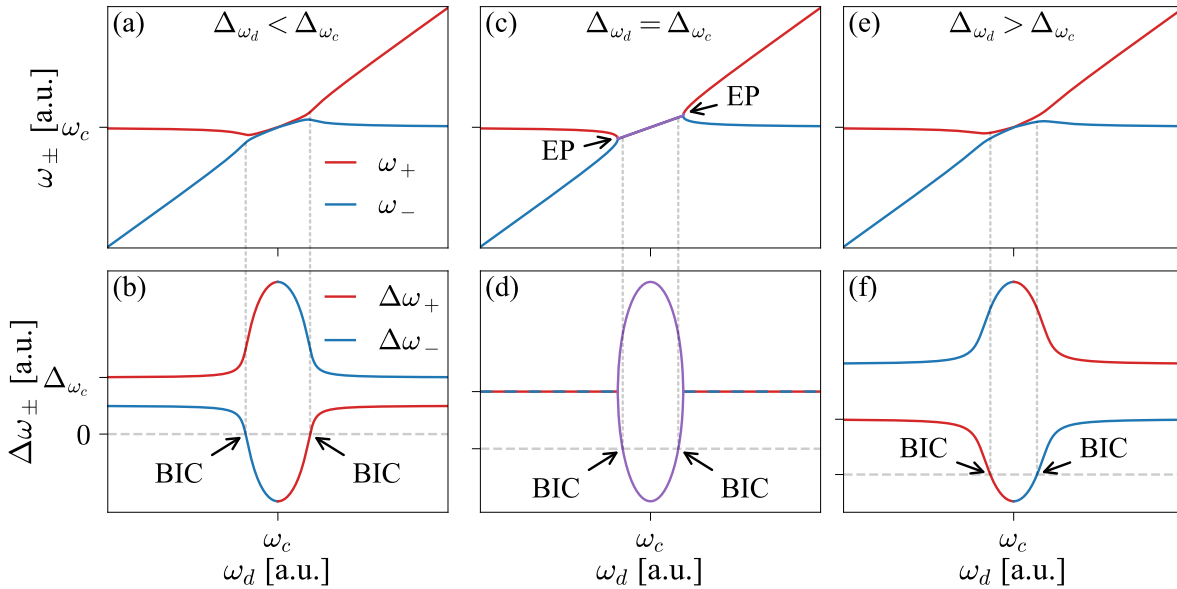 (a) Δ_{ω_d} < Δ_{ω_c}
(c) Δ_{ω_d} = Δ_{ω_c}
(e) Δ_{ω_d} > Δ_{ω_c}
ω_± [a.u.]
ω_c
ω_+
ω_−
EP
EP
(b)
(d)
(f)
Δω_± [a.u.]
Δ_{ω_c}
0
Δω_+
Δω_−
BIC
BIC
BIC
BIC
BIC
BIC
ω_c
ω_c
ω_c
ω_d [a.u.]
ω_d [a.u.]
ω_d [a.u.]